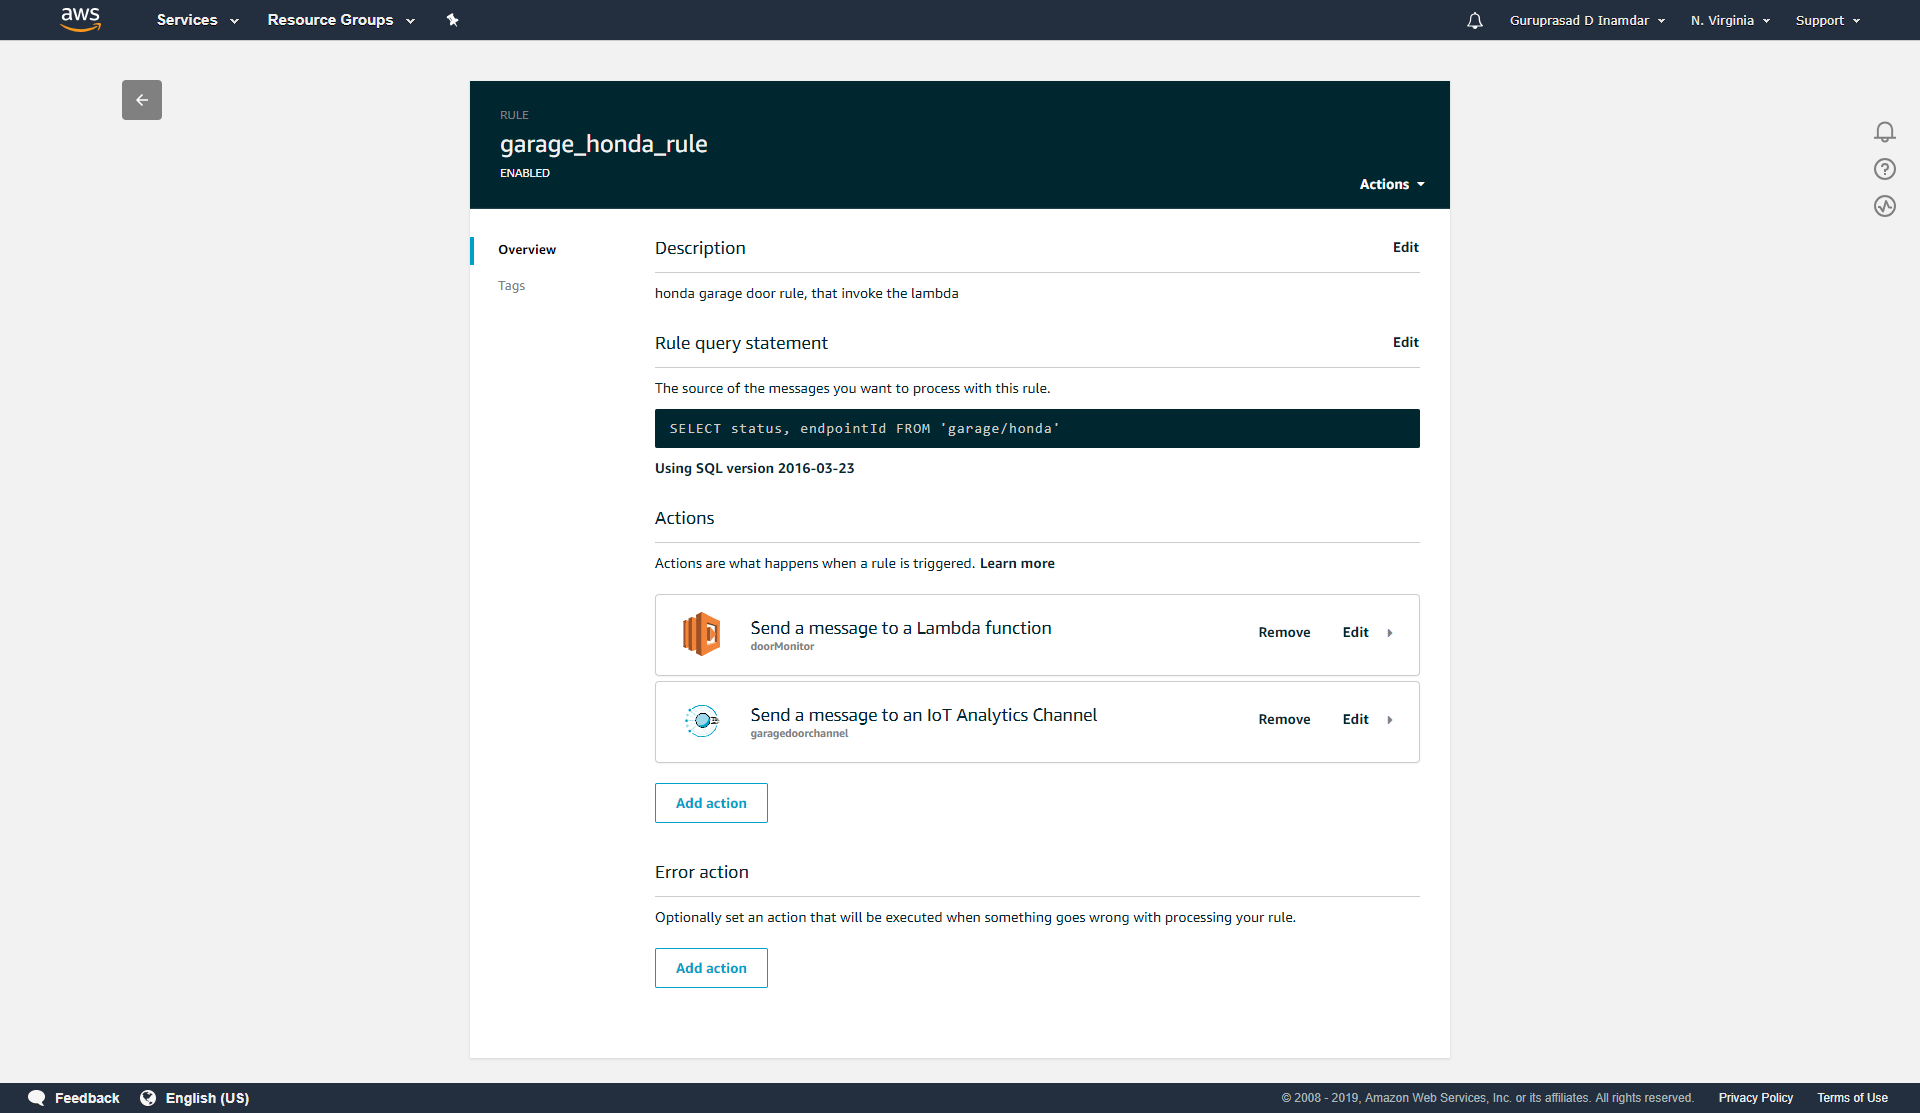 aws Services Resource Groups Guruprasad D Inamdar N. Virginia Support
RULE
garage_honda_rule
ENABLED
Actions
Overview
Tags
Description Edit
honda garage door rule, that invoke the lambda
Rule query statement Edit
The source of the messages you want to process with this rule.
SELECT status, endpointId FROM 'garage/honda'
Using SQL version 2016-03-23
Actions
Actions are what happens when a rule is triggered. Learn more
Send a message to a Lambda function Remove Edit
doorMonitor
Send a message to an IoT Analytics Channel Remove Edit
garagedoorchannel
Add action
Error action
Optionally set an action that will be executed when something goes wrong with processing your rule.
Add action
Feedback English (US) © 2008 - 2019, Amazon Web Services, Inc. or its affiliates. All rights reserved. Privacy Policy Terms of Use